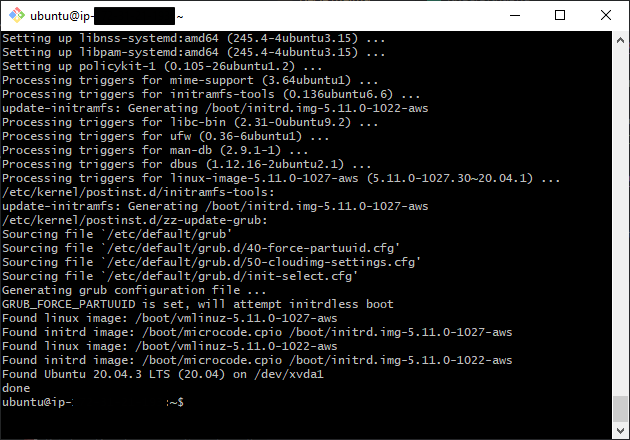 ubuntu@ip-
~
Setting up libnss-systemd:amd64 (245.4-4ubuntu3.15) ...
Setting up libpam-systemd:amd64 (245.4-4ubuntu3.15) ...
Setting up policykit-1 (0.105-26ubuntu1.2) ...
Processing triggers for mime-support (3.64ubuntu1) ...
Processing triggers for initramfs-tools (0.136ubuntu6.6) ...
update-initramfs: Generating /boot/initrd.img-5.11.0-1022-aws
Processing triggers for libc-bin (2.31-0ubuntu9.2) ...
Processing triggers for ufw (0.36-6ubuntu1) ...
Processing triggers for man-db (2.9.1-1) ...
Processing triggers for dbus (1.12.16-2ubuntu2.1) ...
Processing triggers for linux-image-5.11.0-1027-aws (5.11.0-1027.30~20.04.1) ...
/etc/kernel/postinst.d/initramfs-tools:
update-initramfs: Generating /boot/initrd.img-5.11.0-1027-aws
/etc/kernel/postinst.d/zz-update-grub:
Sourcing file `/etc/default/grub'
Sourcing file `/etc/default/grub.d/40-force-partuuid.cfg'
Sourcing file `/etc/default/grub.d/50-cloudimg-settings.cfg'
Sourcing file `/etc/default/grub.d/init-select.cfg'
Generating grub configuration file ...
GRUB_FORCE_PARTUUID is set, will attempt initrdless boot
Found linux image: /boot/vmlinuz-5.11.0-1027-aws
Found initrd image: /boot/microcode.cpio /boot/initrd.img-5.11.0-1027-aws
Found linux image: /boot/vmlinuz-5.11.0-1022-aws
Found initrd image: /boot/microcode.cpio /boot/initrd.img-5.11.0-1022-aws
Found Ubuntu 20.04.3 LTS (20.04) on /dev/xvda1
done
ubuntu@ip- :~$